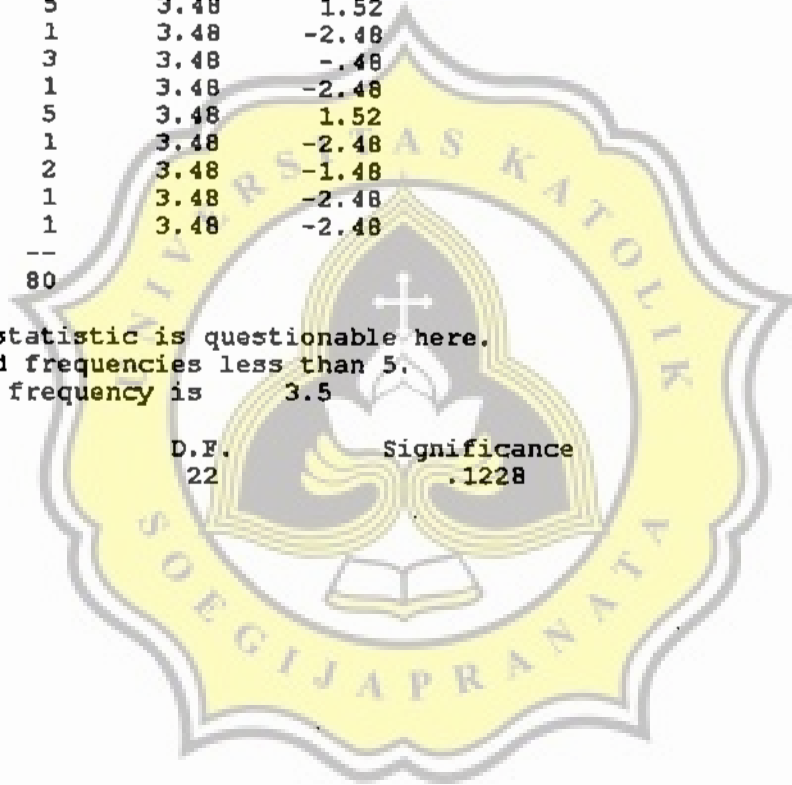 5 3.48 1.52
1 3.48 -2.48
3 3.48 -.48
1 3.48 -2.48
5 3.48 1.52
1 3.48 -2.48
2 3.48 -1.48
1 3.48 -2.48
1 3.48 -2.48
--
80
statistic is questionable here.
d frequencies less than 5.
frequency is 3.5
D.F. Significance
22 .1228
UNIVERSITAS KATOLIK
SOEGIJAPRANATA